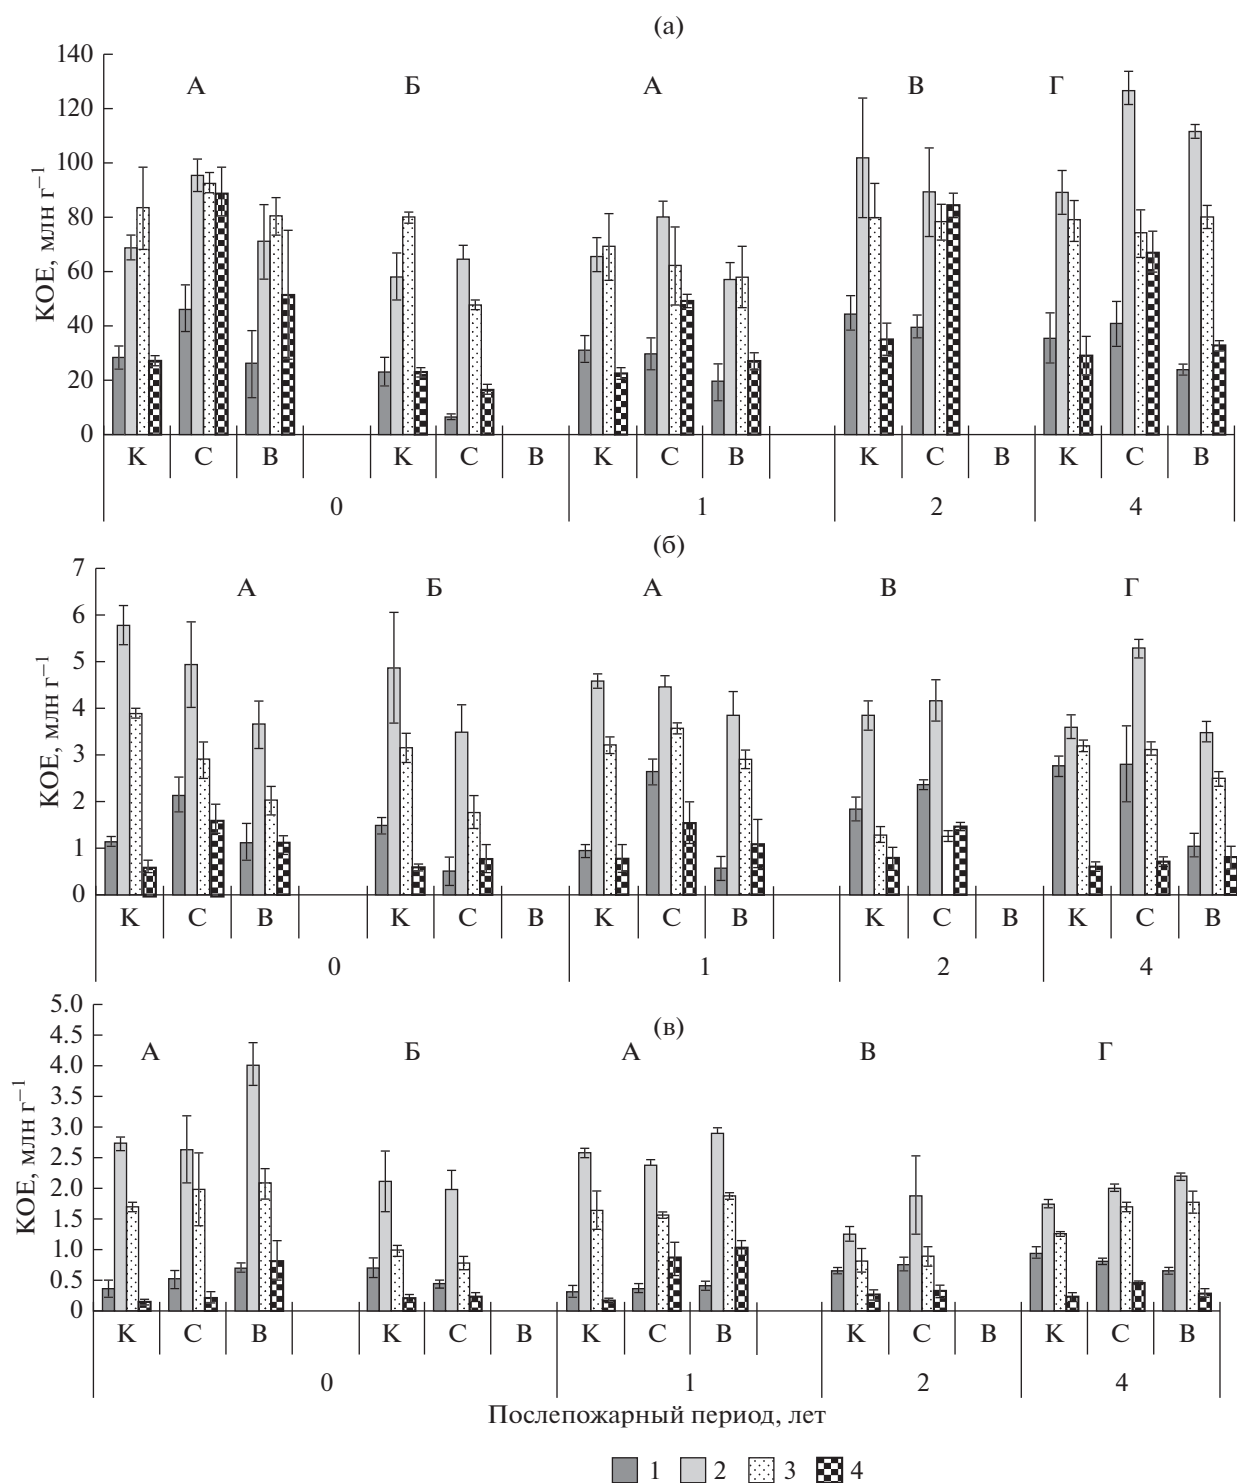 (а)
КОЕ, млн г⁻¹
140
120
100
80
60
40
20
0
А Б А В Г
К С В К С В К С В К С В К С В
0 1 2 4
(б)
КОЕ, млн г⁻¹
7
6
5
4
3
2
1
0
А Б А В Г
К С В К С В К С В К С В К С В
0 1 2 4
(в)
КОЕ, млн г⁻¹
5.0
4.5
4.0
3.5
3.0
2.5
2.0
1.5
1.0
0.5
0
А Б А В Г
К С В К С В К С В К С В К С В
0 1 2 4
Послепожарный период, лет
1 2 3 4